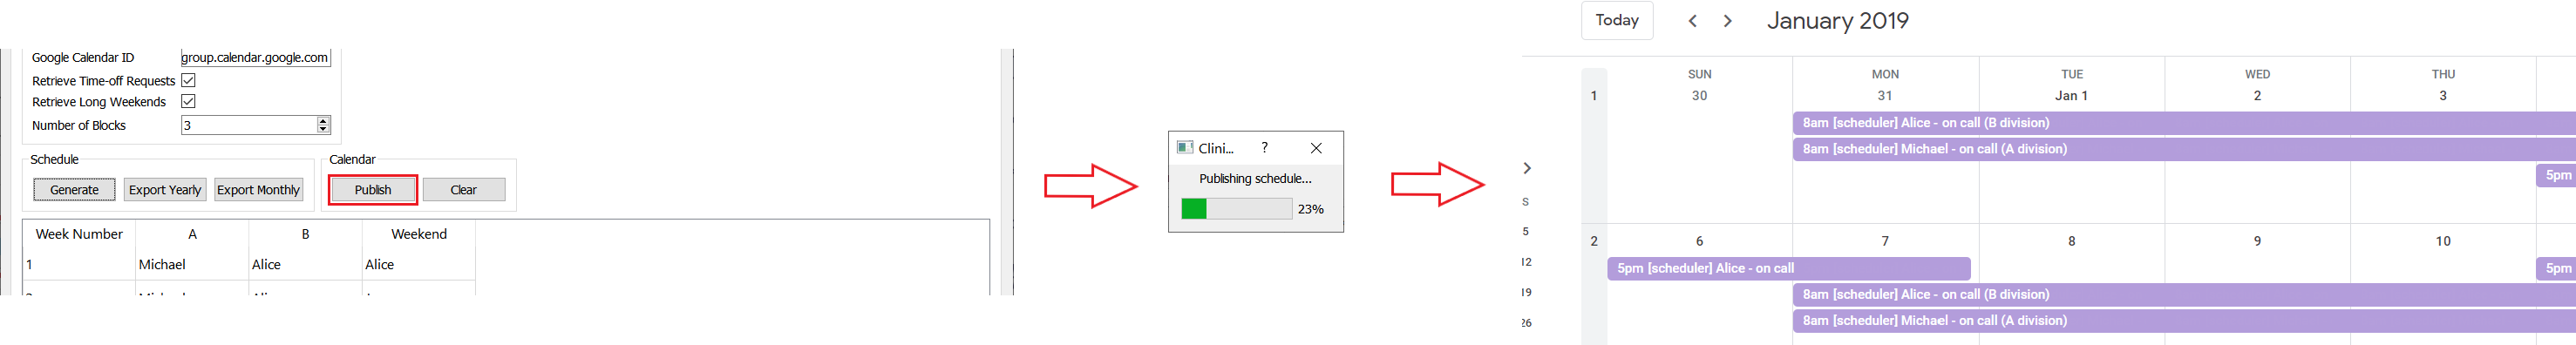 Google Calendar ID group.calendar.google.com
Retrieve Time-off Requests
Retrieve Long Weekends
Number of Blocks 3
Schedule Calendar
Generate Export Yearly Export Monthly Publish Clear
Week Number A B Weekend
1 Michael Alice Alice
Clini... ?
Publishing schedule...
23%
Today January 2019
SUN MON TUE WED THU
1 30 31 Jan 1 2 3
8am [scheduler] Alice - on call (B division)
8am [scheduler] Michael - on call (A division)
5pm
S
5
2 6 7 8 9 10
12
5pm [scheduler] Alice - on call 5pm
19 8am [scheduler] Alice - on call (B division)
26 8am [scheduler] Michael - on call (A division)